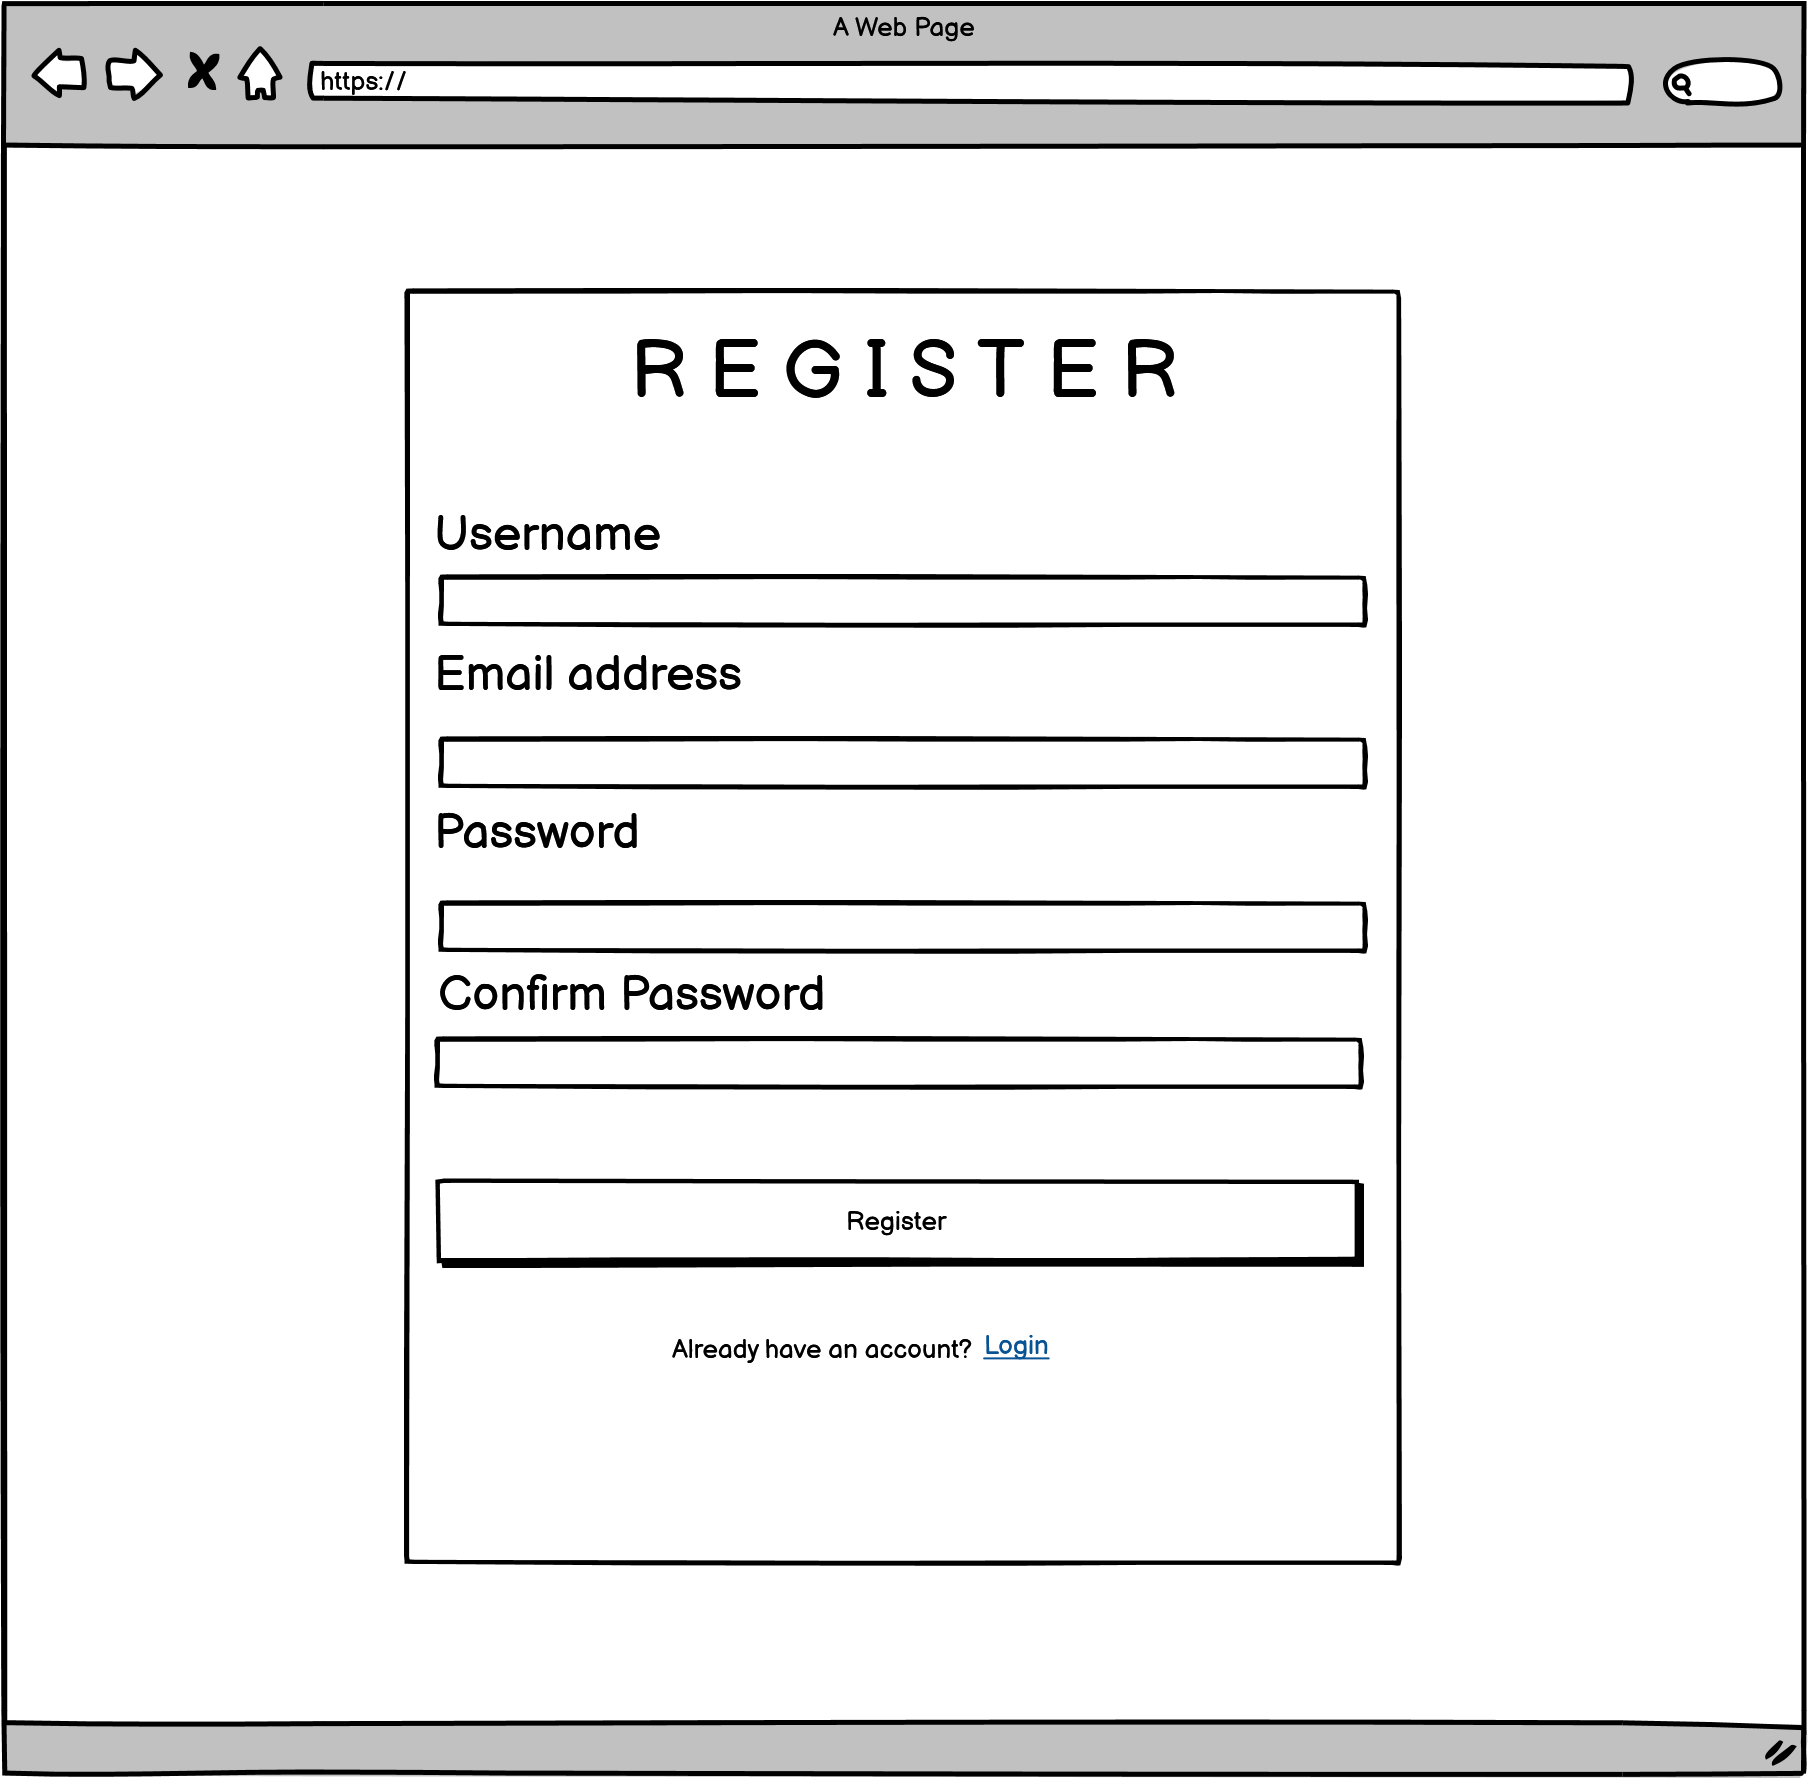 A Web Page
https://
REGISTER
Username
Email address
Password
Confirm Password
Register
Already have an account? Login